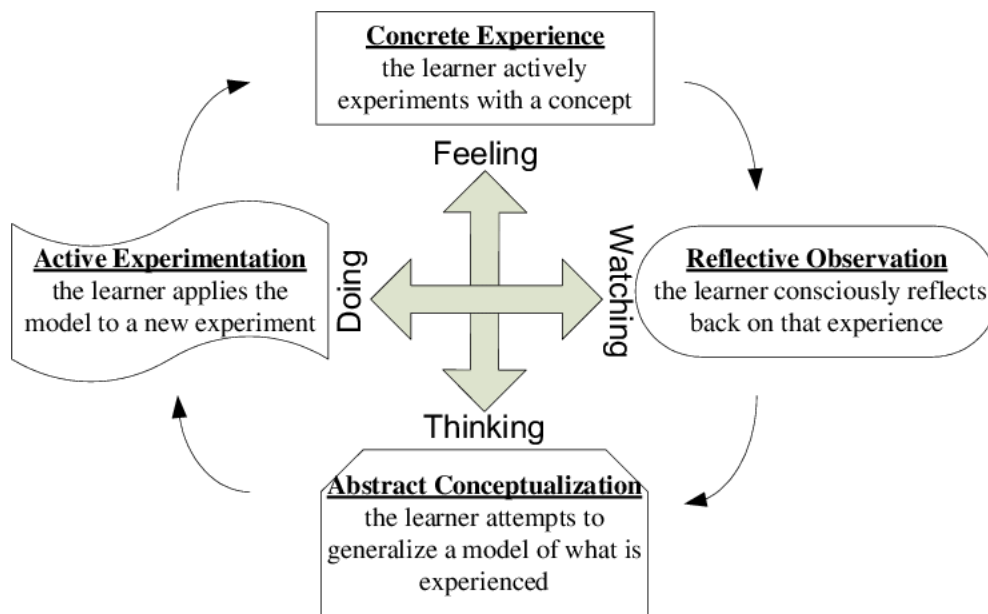 Concrete Experience
the learner actively
experiments with a concept
Feeling
Active Experimentation
the learner applies the
model to a new experiment
Doing
Watching
Reflective Observation
the learner consciously reflects
back on that experience
Thinking
Abstract Conceptualization
the learner attempts to
generalize a model of what is
experienced